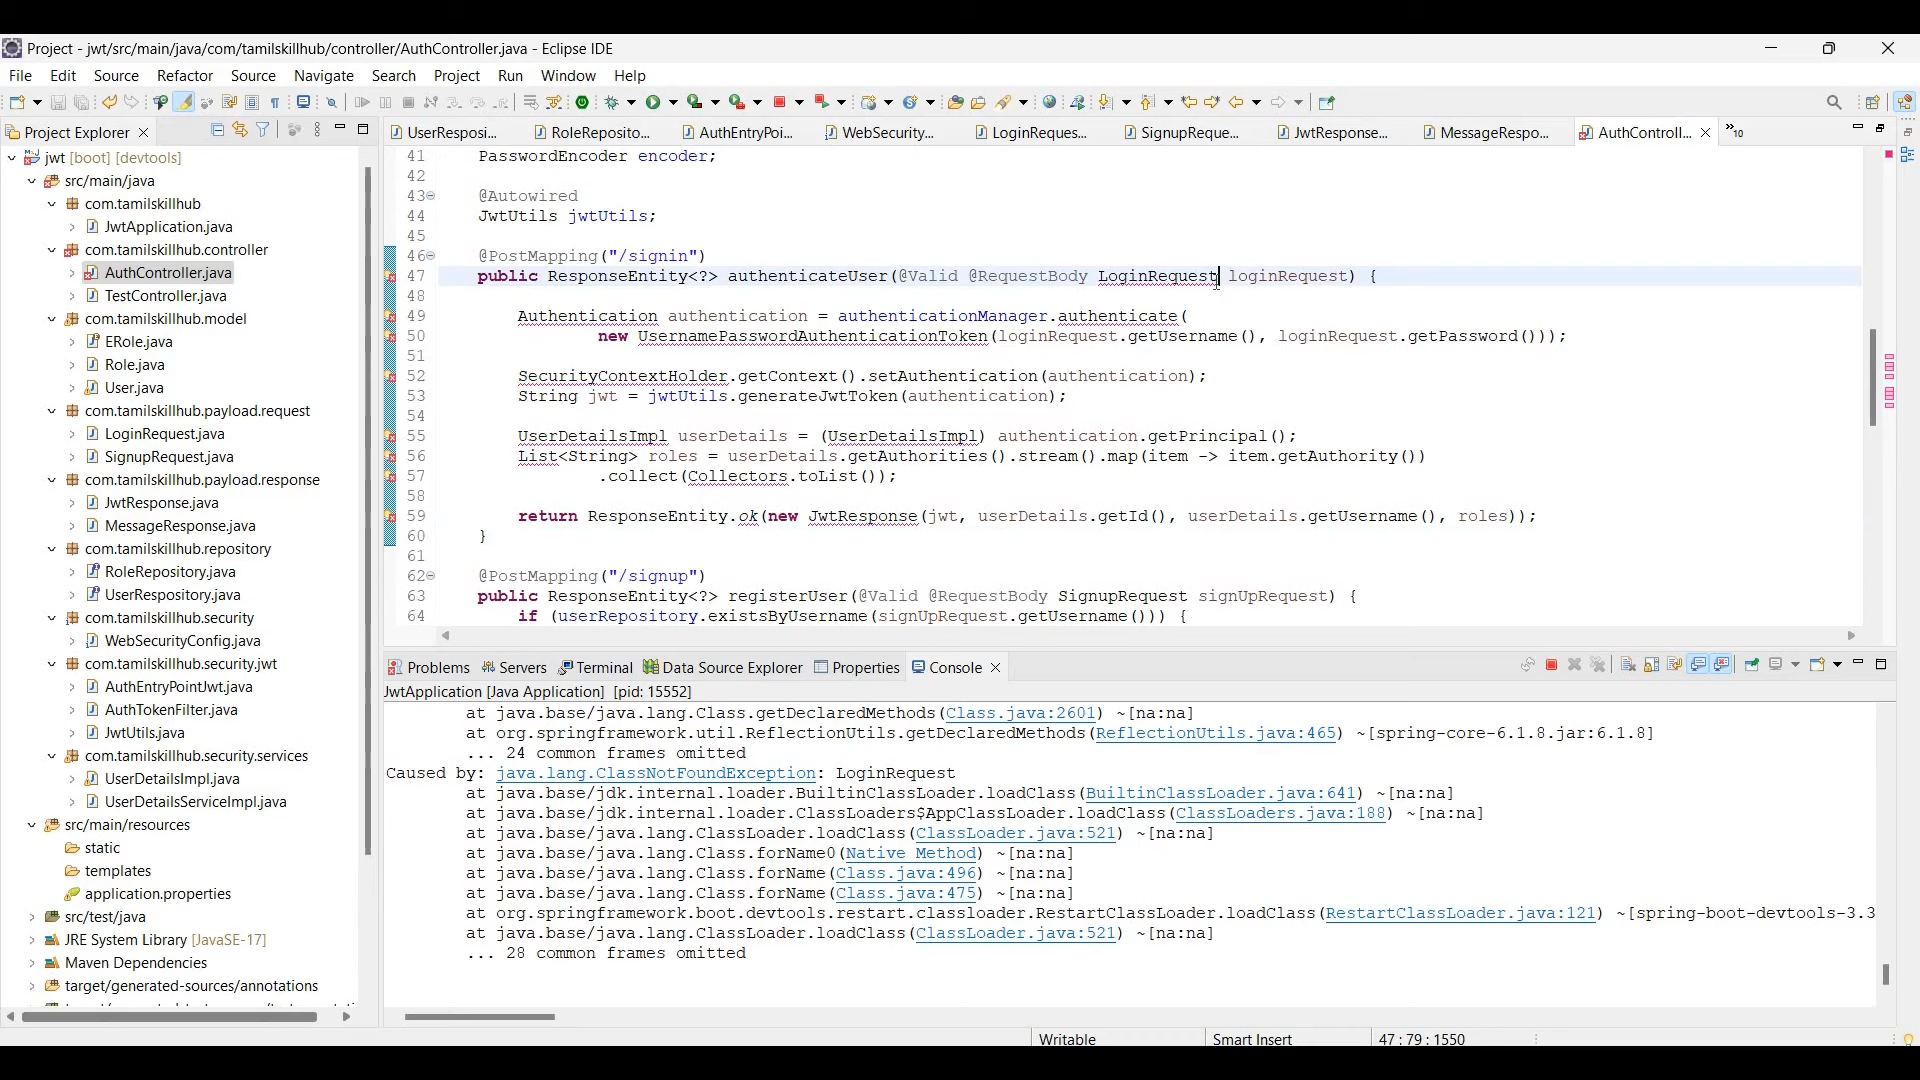 Project - jwt/src/main/java/com/tamilskillhub/controller/AuthController.java - Eclipse IDE
File Edit Source Refactor Source Navigate Search Project Run Window Help
Project Explorer
UserResposi... RoleReposito... AuthEntryPoi... WebSecurity... LoginReques... SignupReque... JwtResponse... MessageRespo... AuthControll... »10
jwt [boot] [devtools]
src/main/java
com.tamilskillhub
JwtApplication.java
com.tamilskillhub.controller
AuthController.java
TestController.java
com.tamilskillhub.model
ERole.java
Role.java
User.java
com.tamilskillhub.payload.request
LoginRequest.java
SignupRequest.java
com.tamilskillhub.payload.response
JwtResponse.java
MessageResponse.java
com.tamilskillhub.repository
RoleRepository.java
UserRespository.java
com.tamilskillhub.security
WebSecurityConfig.java
com.tamilskillhub.security.jwt
AuthEntryPointJwt.java
AuthTokenFilter.java
JwtUtils.java
com.tamilskillhub.security.services
UserDetailsImpl.java
UserDetailsServiceImpl.java
src/main/resources
static
templates
application.properties
src/test/java
JRE System Library [JavaSE-17]
Maven Dependencies
target/generated-sources/annotations
41 PasswordEncoder encoder;
42
43 @Autowired
44 JwtUtils jwtUtils;
45
46 @PostMapping("/signin")
47 public ResponseEntity<?> authenticateUser(@Valid @RequestBody LoginRequest loginRequest) {
48
49 Authentication authentication = authenticationManager.authenticate(
50 new UsernamePasswordAuthenticationToken(loginRequest.getUsername(), loginRequest.getPassword()));
51
52 SecurityContextHolder.getContext().setAuthentication(authentication);
53 String jwt = jwtUtils.generateJwtToken(authentication);
54
55 UserDetailsImpl userDetails = (UserDetailsImpl) authentication.getPrincipal();
56 List<String> roles = userDetails.getAuthorities().stream().map(item -> item.getAuthority())
57 .collect(Collectors.toList());
58
59 return ResponseEntity.ok(new JwtResponse(jwt, userDetails.getId(), userDetails.getUsername(), roles));
60 }
61
62 @PostMapping("/signup")
63 public ResponseEntity<?> registerUser(@Valid @RequestBody SignupRequest signUpRequest) {
64 if (userRepository.existsByUsername(signUpRequest.getUsername())) {
Problems Servers Terminal Data Source Explorer Properties Console
JwtApplication [Java Application] [pid: 15552]
at java.base/java.lang.Class.getDeclaredMethods(Class.java:2601) ~[na:na]
at org.springframework.util.ReflectionUtils.getDeclaredMethods(ReflectionUtils.java:465) ~[spring-core-6.1.8.jar:6.1.8]
... 24 common frames omitted
Caused by: java.lang.ClassNotFoundException: LoginRequest
at java.base/jdk.internal.loader.BuiltinClassLoader.loadClass(BuiltinClassLoader.java:641) ~[na:na]
at java.base/jdk.internal.loader.ClassLoaders$AppClassLoader.loadClass(ClassLoaders.java:188) ~[na:na]
at java.base/java.lang.ClassLoader.loadClass(ClassLoader.java:521) ~[na:na]
at java.base/java.lang.Class.forName0(Native Method) ~[na:na]
at java.base/java.lang.Class.forName(Class.java:496) ~[na:na]
at java.base/java.lang.Class.forName(Class.java:475) ~[na:na]
at org.springframework.boot.devtools.restart.classloader.RestartClassLoader.loadClass(RestartClassLoader.java:121) ~[spring-boot-devtools-3.3
at java.base/java.lang.ClassLoader.loadClass(ClassLoader.java:521) ~[na:na]
... 28 common frames omitted
Writable Smart Insert 47 : 79 : 1550